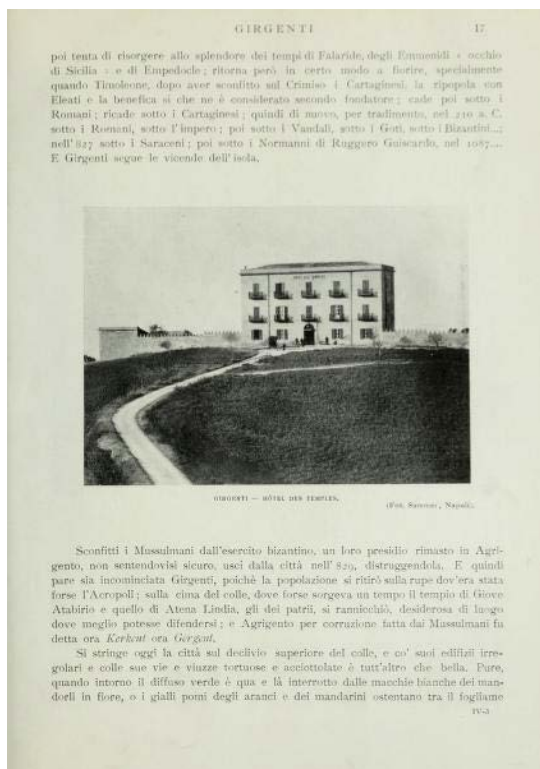 GIRGENTI 17
poi tenta di risorgere allo splendore dei tempi di Falaride, degli Emmenidi « occhio
di Sicilia » e di Empedocle; ritorna però in certo modo a fiorire, specialmente
quando Timoleone, dopo aver sconfitto sul Crimiso i Cartaginesi, la ripopola con
Eleati e la benefica sì che ne è considerato secondo fondatore; cade poi sotto i
Romani; ricade sotto i Cartaginesi; quindi di nuovo, per tradimento, nel 210 a. C.
sotto i Romani, sotto l'impero; poi sotto i Vandali, sotto i Goti, sotto i Bizantini...;
nell'827 sotto i Saraceni; poi sotto i Normanni di Ruggero Guiscardo, nel 1087....
E Girgenti segue le vicende dell'isola.
GIRGENTI — HÔTEL DES TEMPLES.
(Fot. Sommer, Napoli).
Sconfitti i Mussulmani dall'esercito bizantino, un loro presidio rimasto in Agri-
gento, non sentendovisi sicuro, uscì dalla città nell'829, distruggendola. E quindi
pare sia incominciata Girgenti, poichè la popolazione si ritirò sulla rupe dov'era stata
forse l'Acropoli; sulla cima del colle, dove forse sorgeva un tempo il tempio di Giove
Atabirio e quello di Atena Lindia, gli dei patrii, si rannicchiò, desiderosa di luogo
dove meglio potesse difendersi; e Agrigento per corruzione fatta dai Mussulmani fu
detta ora Kerkent ora Gergent.
Si stringe oggi la città sul declivio superiore del colle, e co' suoi edifizii irre-
golari e colle sue vie e viuzze tortuose e acciottolate è tutt'altro che bella. Pure,
quando intorno il diffuso verde è qua e là interrotto dalle macchie bianche dei man-
dorli in fiore, o i gialli pomi degli aranci e dei mandarini ostentano tra il fogliame
IV-3